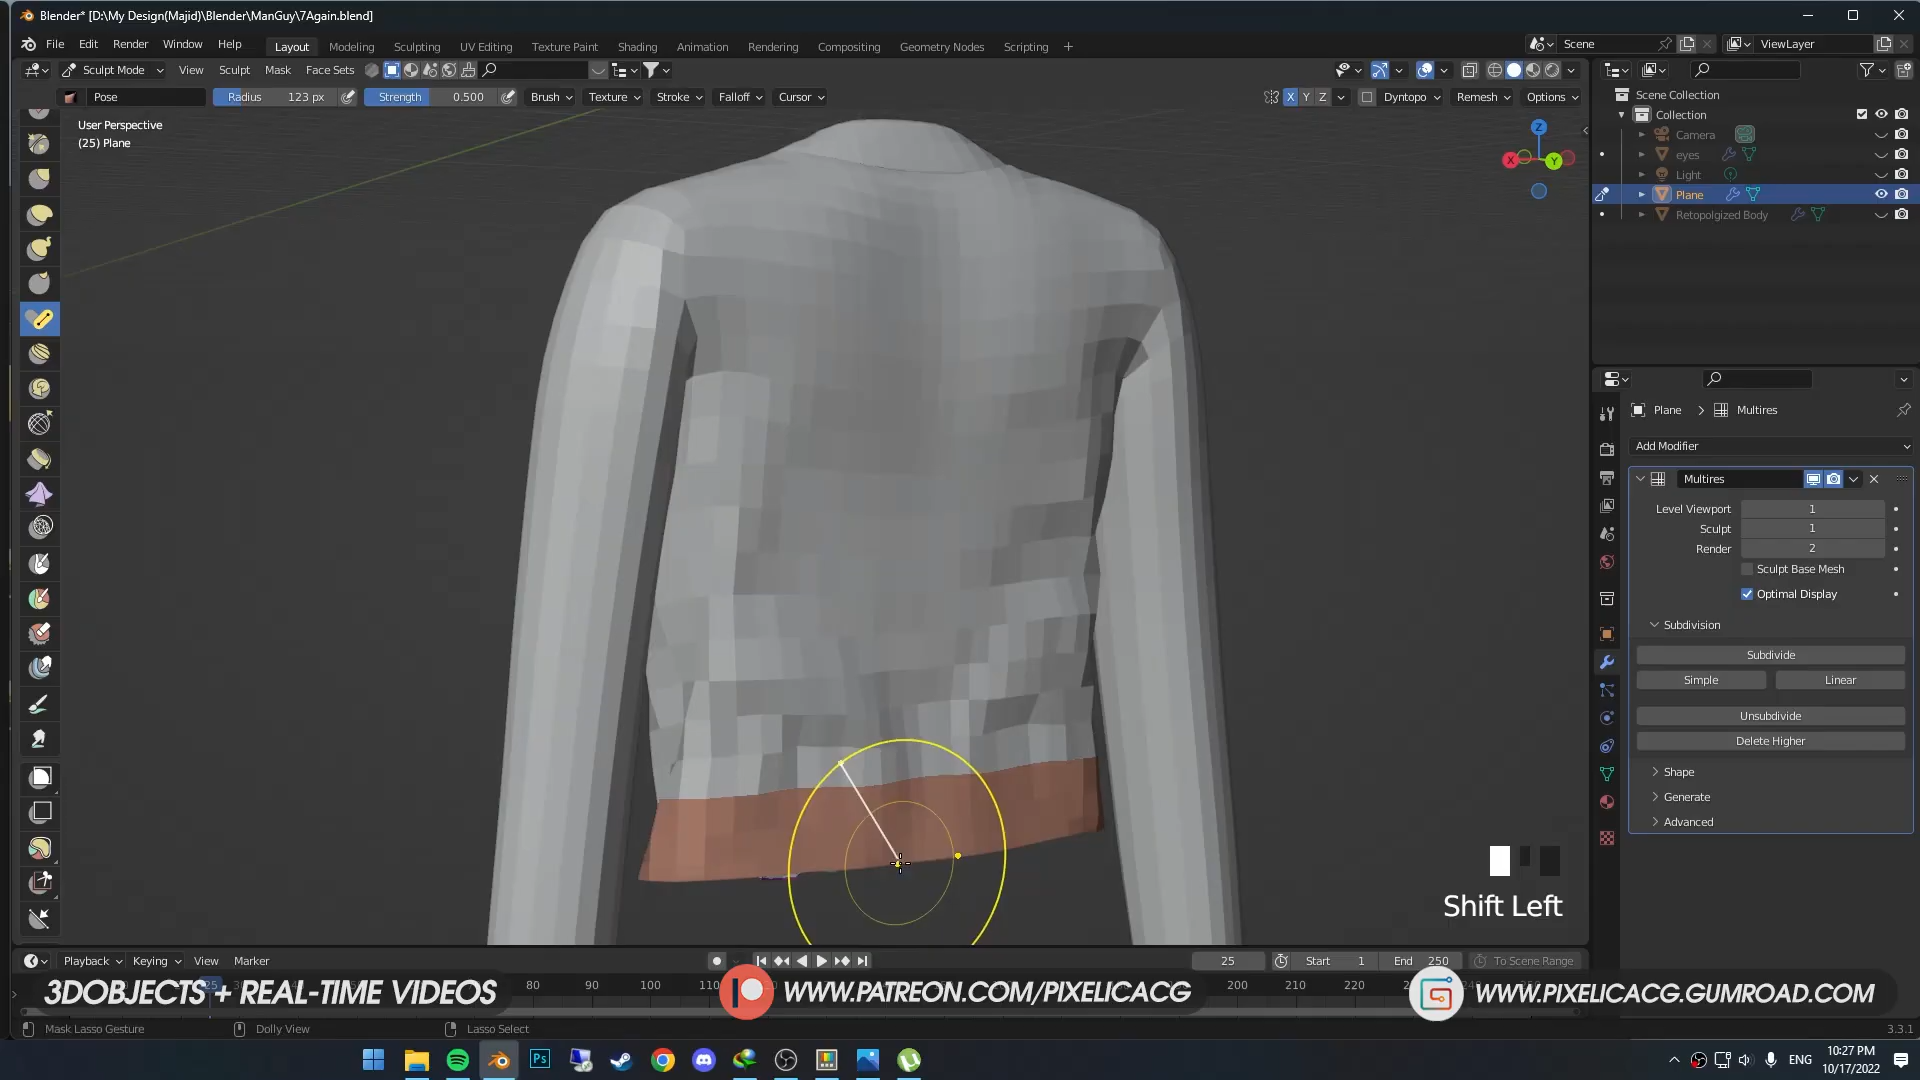 Blender* [D:\My Design(Majid)\Blender\ManGuy\7Again.blend]
File Edit Render Window Help Layout Modeling Sculpting UV Editing Texture Paint Shading Animation Rendering Compositing Geometry Nodes Scripting + Scene ViewLayer
Sculpt Mode View Sculpt Mask Face Sets
Pose Radius 123 px Strength 0.500 Brush Texture Stroke Falloff Cursor X Y Z Dyntopo Remesh Options
User Perspective
(25) Plane
Z
X Y
Scene Collection
Collection
Camera
eyes
Light
Plane
Retopolgized Body
Plane > Multires
Add Modifier
Multires
Level Viewport 1
Sculpt 1
Render 2
Sculpt Base Mesh
Optimal Display
Subdivision
Subdivide
Simple Linear
Unsubdivide
Delete Higher
Shape
Generate
Advanced
Shift Left
Playback Keying View Marker 25 Start 1 End 250 To Scene Range
25 80 90 100 110 200 210 220
3DOBJECTS + REAL-TIME VIDEOS WWW.PATREON.COM/PIXELICACG WWW.PIXELICACG.GUMROAD.COM
Mask Lasso Gesture Dolly View Lasso Select 3.3.1
Ps ENG 10:27 PM
10/17/2022